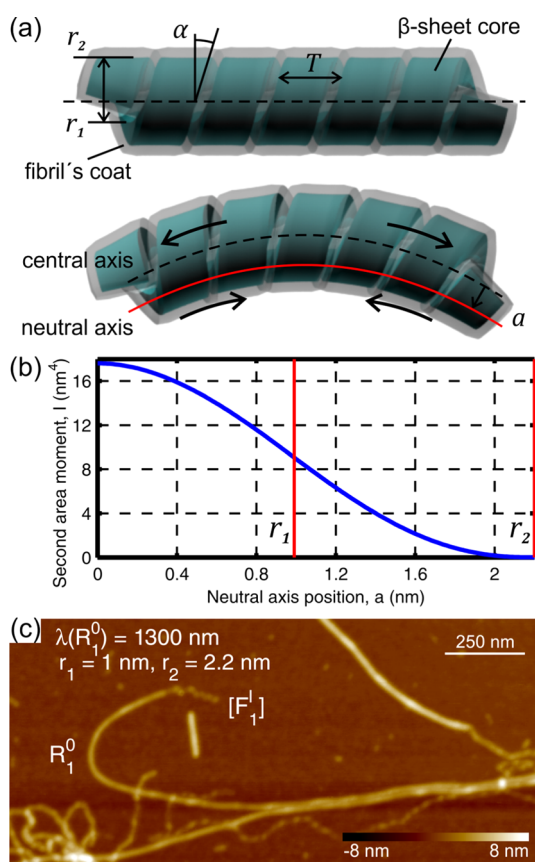 (a)
r₂
α
T
β-sheet core
r₁
fibril´s coat
central axis
neutral axis
a
(b)
Second area moment, I (nm⁴)
16
12
8
4
0
r₁
r₂
0
0.4
0.8
1.2
1.6
2
Neutral axis position, a (nm)
(c)
λ(R₁⁰) = 1300 nm
r₁ = 1 nm, r₂ = 2.2 nm
250 nm
[F₁ᴵ]
R₁⁰
-8 nm
8 nm